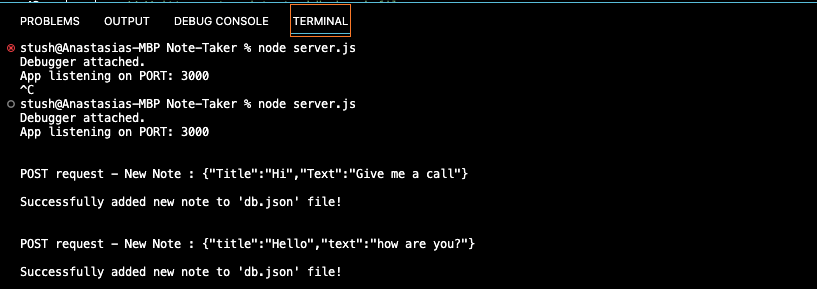 PROBLEMS OUTPUT DEBUG CONSOLE TERMINAL
stush@Anastasias-MBP Note-Taker % node server.js
Debugger attached.
App listening on PORT: 3000
^C
stush@Anastasias-MBP Note-Taker % node server.js
Debugger attached.
App listening on PORT: 3000
POST request - New Note : {"Title":"Hi","Text":"Give me a call"}
Successfully added new note to 'db.json' file!
POST request - New Note : {"title":"Hello","text":"how are you?"}
Successfully added new note to 'db.json' file!